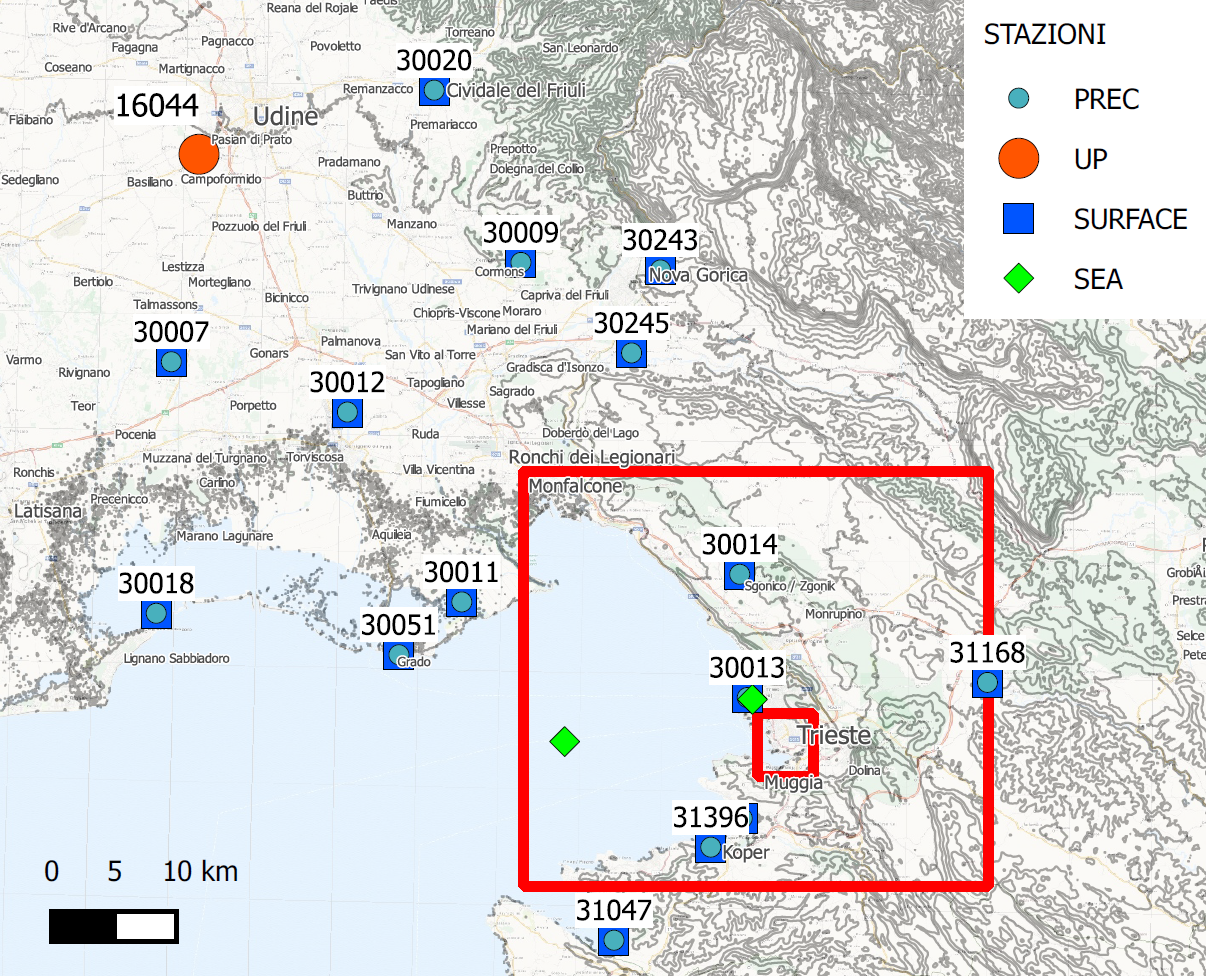 Reana del Rojale
Rive d'Arcano
Pagnacco
Torreano
Fagagna
Povoletto
San Leonardo
Coseano
Martignacco
30020
Remanzacco
Cividale del Friuli
16044
Flaibano
Udine
Premariacco
Pasian di Prato
Prepotto
Pradamano
Dolegna del Collio
Sedegliano
Basiliano
Campoformido
Buttrio
Pozzuolo del Friuli
Manzano
30009
30243
Lestizza
Cormons
Nova Gorica
Bertiolo
Mortegliano
Trivignano Udinese
Bicinicco
Capriva del Friuli
Talmassons
Chiopris-Viscone
Moraro
30007
Mariano del Friuli
30245
Palmanova
Varmo
Gonars
San Vito al Torre
Rivignano
Gradisca d'Isonzo
30012
Tapogliano
Sagrado
Teor
Porpetto
Villesse
Pocenia
Ruda
Doberdò del Lago
Muzzana del Turgnano
Torviscosa
Ronchi dei Legionari
Ronchis
Carlino
Villa Vicentina
Monfalcone
Precenicco
Latisana
Fiumicello
Marano Lagunare
Aquileia
30014
30011
30018
Sgonico / Zgonik
Monrupino
30051
Lignano Sabbiadoro
Grado
30013
31168
Selce
Trieste
Dolina
Muggia
31396
Koper
31047
0 5 10 km
STAZIONI
PREC
UP
SURFACE
SEA